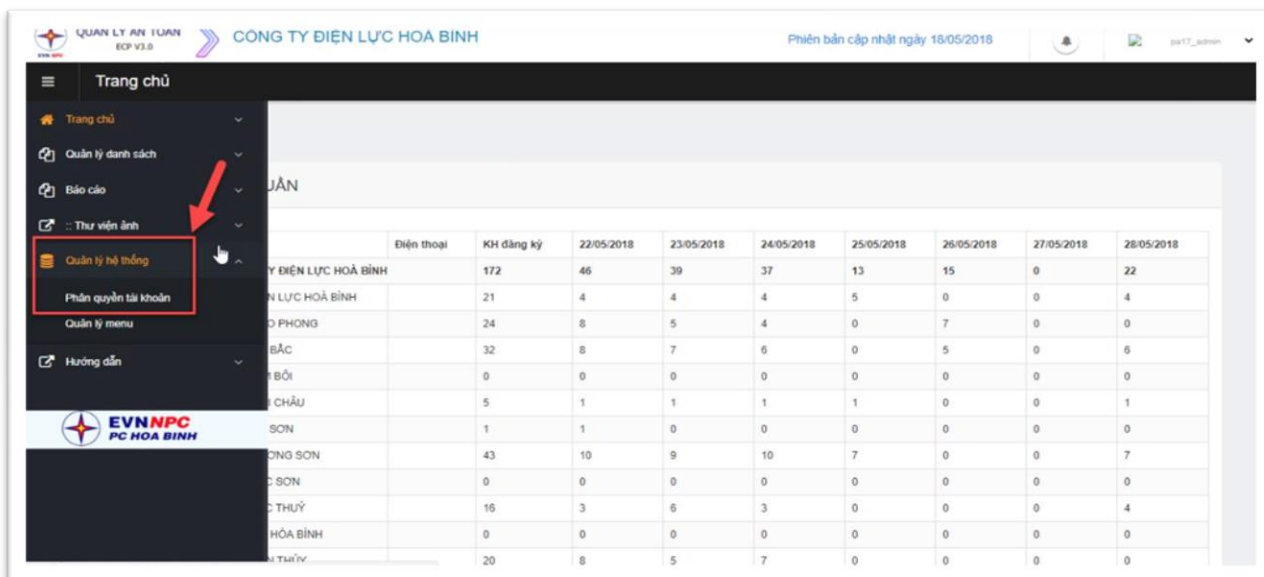 QUẢN LÝ AN TOÀN
ECP V3.0
EVN NPC
CÔNG TY ĐIỆN LỰC HOÀ BÌNH
Phiên bản cập nhật ngày 18/05/2018
pa17_admin
Trang chủ
Trang chủ
Quản lý danh sách
Báo cáo
:: Thư viện ảnh
Quản lý hệ thống
Phân quyền tài khoản
Quản lý menu
Hướng dẫn
EVNNPC
PC HOA BINH
UẦN
Điện thoại KH đăng ký 22/05/2018 23/05/2018 24/05/2018 25/05/2018 26/05/2018 27/05/2018 28/05/2018
Y ĐIỆN LỰC HOÀ BÌNH 172 46 39 37 13 15 0 22
N LỰC HOÀ BÌNH 21 4 4 4 5 0 0 4
O PHONG 24 8 5 4 0 7 0 0
BẮC 32 8 7 6 0 5 0 6
BÔI 0 0 0 0 0 0 0 0
CHÂU 5 1 1 1 1 0 0 1
SƠN 1 1 0 0 0 0 0 0
ƠNG SƠN 43 10 9 10 7 0 0 7
C SƠN 0 0 0 0 0 0 0 0
C THUỶ 16 3 6 3 0 0 0 4
HÒA BÌNH 0 0 0 0 0 0 0 0
N THỦY 20 8 5 7 0 0 0 0